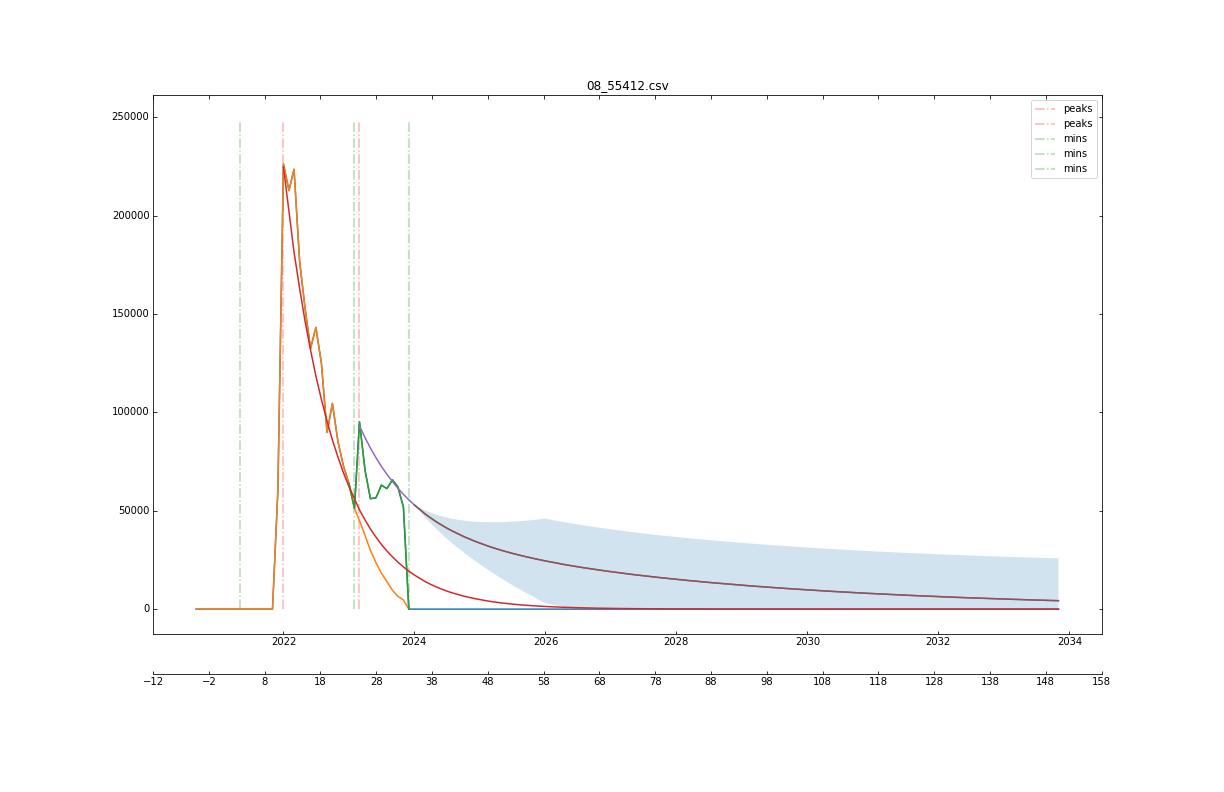 08_55412.csv
peaks
peaks
mins
mins
mins
250000
200000
150000
100000
50000
0
2022 2024 2026 2028 2030 2032 2034
−12 −2 8 18 28 38 48 58 68 78 88 98 108 118 128 138 148 158